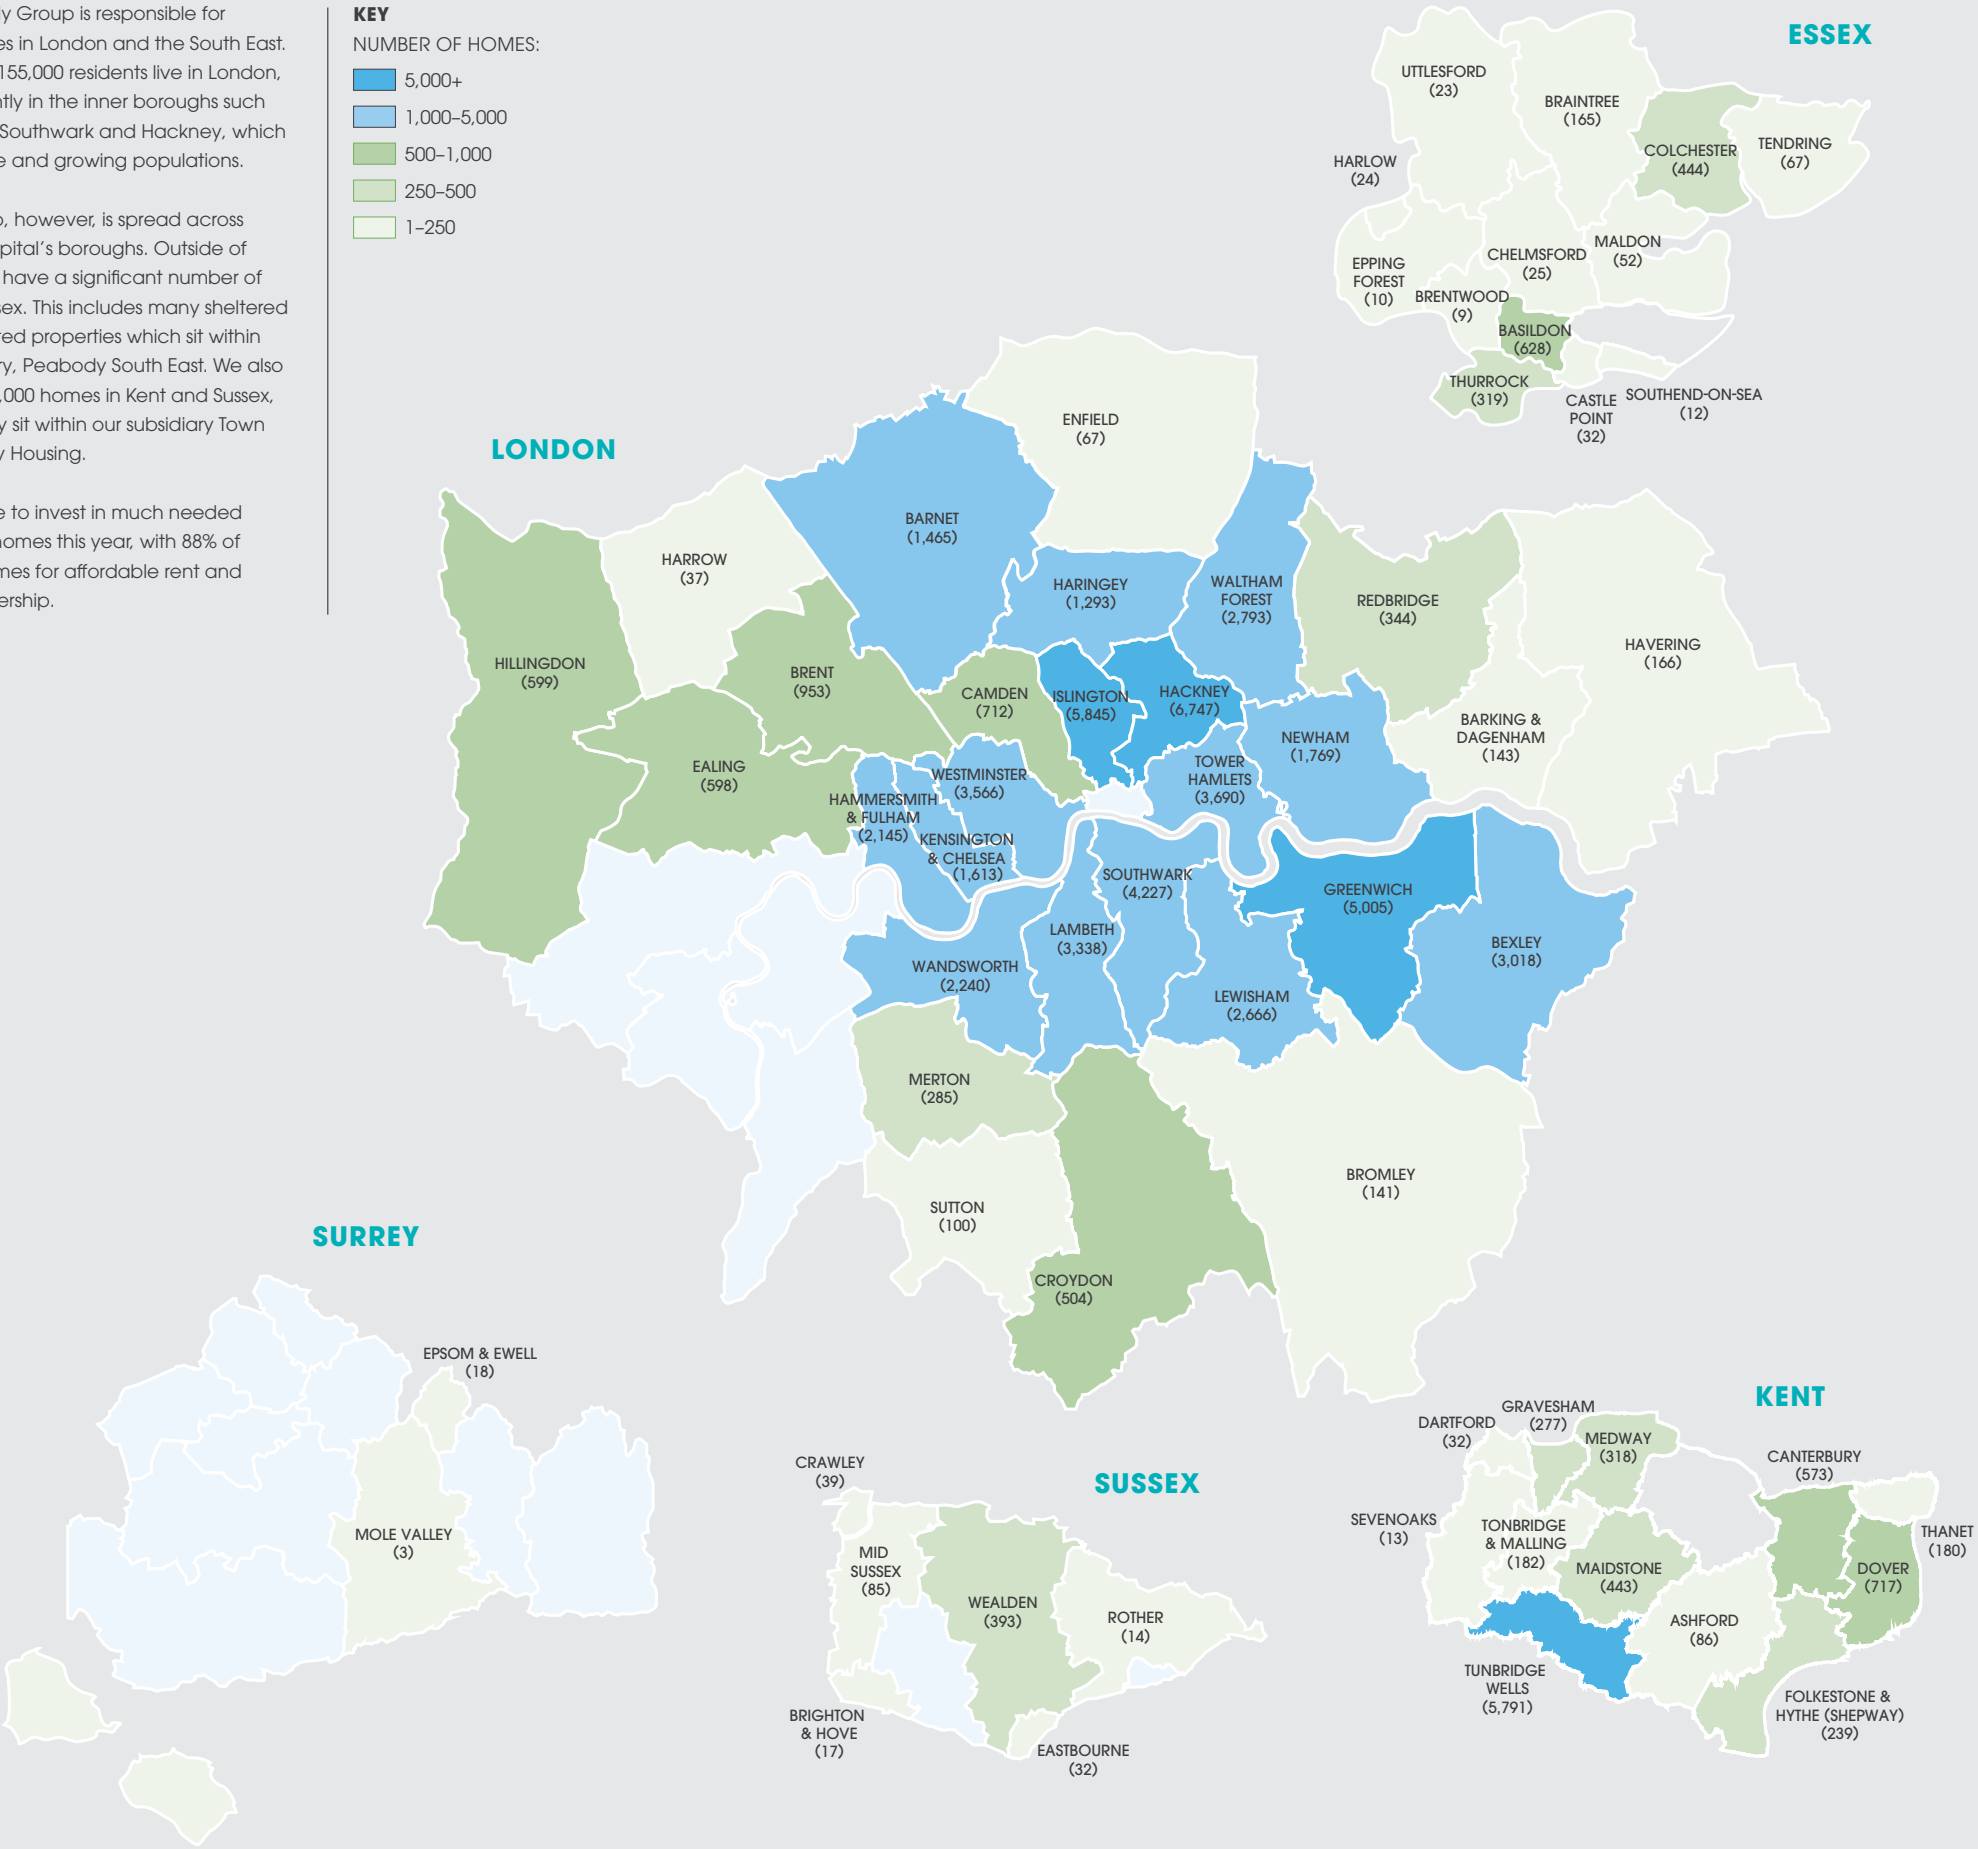 ly Group is responsible for
es in London and the South East.
155,000 residents live in London,
ntly in the inner boroughs such
Southwark and Hackney, which
e and growing populations.
o, however, is spread across
pital's boroughs. Outside of
have a significant number of
sex. This includes many sheltered
ted properties which sit within
ry, Peabody South East. We also
,000 homes in Kent and Sussex,
y sit within our subsidiary Town
y Housing.
e to invest in much needed
homes this year, with 88% of
mes for affordable rent and
ership.
KEY
NUMBER OF HOMES:
5,000+
1,000–5,000
500–1,000
250–500
1–250
ESSEX
UTTLESFORD
(23)
BRAINTREE
(165)
COLCHESTER
(444)
TENDRING
(67)
HARLOW
(24)
EPPING
FOREST
(10)
CHELMSFORD
(25)
MALDON
(52)
BRENTWOOD
(9)
BASILDON
(628)
THURROCK
(319)
CASTLE
POINT
(32)
SOUTHEND-ON-SEA
(12)
LONDON
ENFIELD
(67)
BARNET
(1,465)
HARROW
(37)
HARINGEY
(1,293)
WALTHAM
FOREST
(2,793)
REDBRIDGE
(344)
HAVERING
(166)
HILLINGDON
(599)
BRENT
(953)
CAMDEN
(712)
ISLINGTON
(5,845)
HACKNEY
(6,747)
NEWHAM
(1,769)
BARKING &
DAGENHAM
(143)
EALING
(598)
HAMMERSMITH
& FULHAM
(2,145)
WESTMINSTER
(3,566)
KENSINGTON
& CHELSEA
(1,613)
TOWER
HAMLETS
(3,690)
SOUTHWARK
(4,227)
GREENWICH
(5,005)
BEXLEY
(3,018)
LAMBETH
(3,338)
WANDSWORTH
(2,240)
LEWISHAM
(2,666)
MERTON
(285)
SUTTON
(100)
CROYDON
(504)
BROMLEY
(141)
SURREY
EPSOM & EWELL
(18)
MOLE VALLEY
(3)
SUSSEX
CRAWLEY
(39)
MID
SUSSEX
(85)
WEALDEN
(393)
ROTHER
(14)
BRIGHTON
& HOVE
(17)
EASTBOURNE
(32)
KENT
DARTFORD
(32)
GRAVESHAM
(277)
MEDWAY
(318)
CANTERBURY
(573)
THANET
(180)
SEVENOAKS
(13)
TONBRIDGE
& MALLING
(182)
MAIDSTONE
(443)
DOVER
(717)
ASHFORD
(86)
TUNBRIDGE
WELLS
(5,791)
FOLKESTONE &
HYTHE (SHEPWAY)
(239)